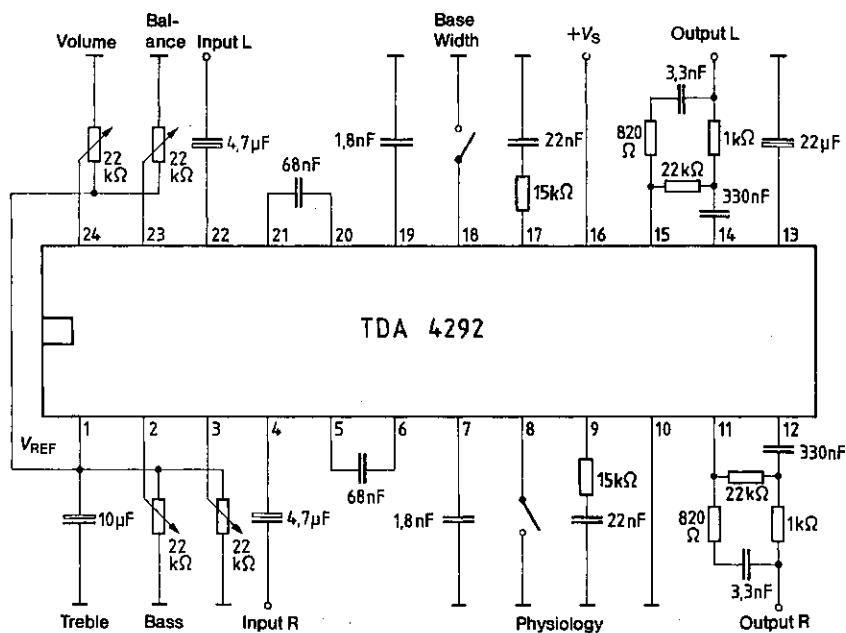 Volume
Bal-
ance
Input L
Base
Width
+VS
Output L
3,3nF
22
kΩ
22
kΩ
4,7µF
68nF
1,8nF
22nF
15kΩ
820
Ω
1kΩ
22kΩ
330nF
22µF
24 23 22 21 20 19 18 17 16 15 14 13
TDA 4292
1 2 3 4 5 6 7 8 9 10 11 12
VREF
10µF
22
kΩ
22
kΩ
4,7µF
68nF
1,8nF
15kΩ
22nF
330nF
22kΩ
820
Ω
1kΩ
3,3nF
Treble
Bass
Input R
Physiology
Output R